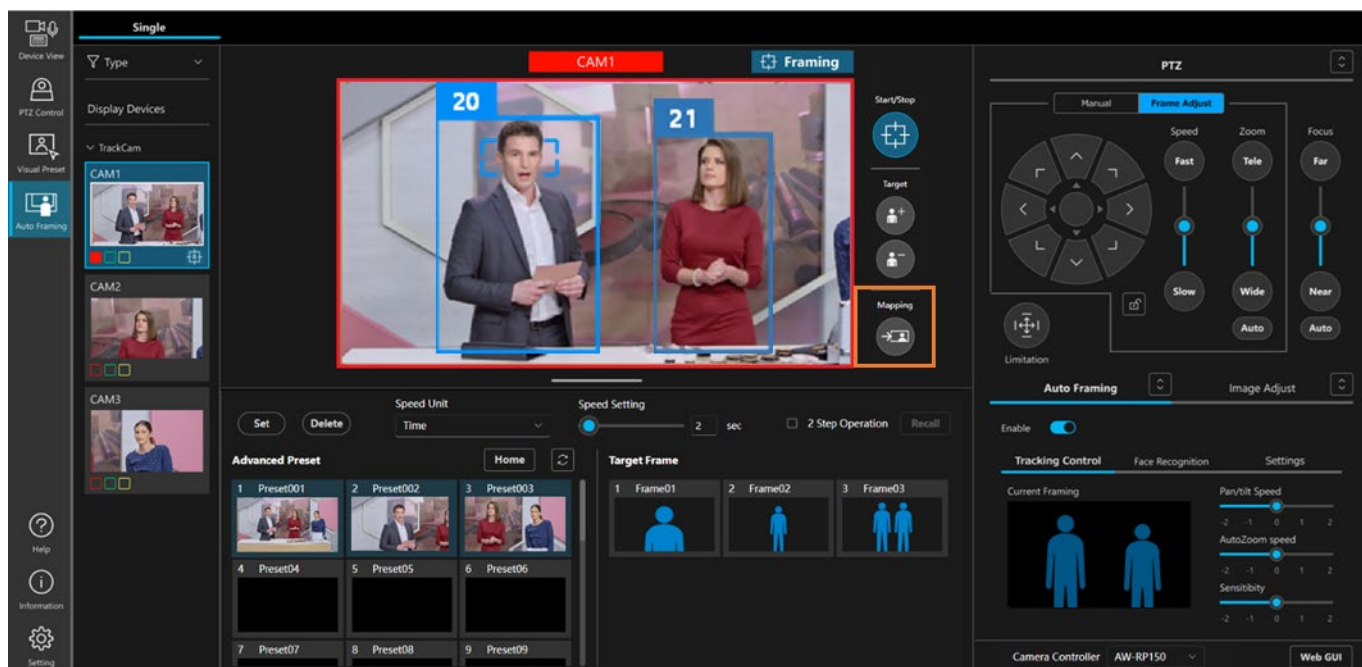 Device View
PTZ Control
Visual Preset
Auto Framing
Help
Information
Setting
Single
Type
Display Devices
TrackCam
CAM1
CAM2
CAM3
CAM1
Framing
20
21
Start/Stop
Target
Mapping
Set
Delete
Speed Unit
Time
Speed Setting
2 sec
2 Step Operation
Recall
Advanced Preset
Home
1 Preset001
2 Preset002
3 Preset003
4 Preset04
5 Preset05
6 Preset06
7 Preset07
8 Preset08
9 Preset09
Target Frame
1 Frame01
2 Frame02
3 Frame03
PTZ
Manual
Frame Adjust
Speed
Zoom
Focus
Fast
Tele
Far
Slow
Wide
Near
Auto
Auto
Limitation
Auto Framing
Image Adjust
Enable
Tracking Control
Face Recognition
Settings
Current Framing
Pan/tilt Speed
-2 -1 0 1 2
AutoZoom speed
-2 -1 0 1 2
Sensitibity
-2 -1 0 1 2
Camera Controller
AW-RP150
Web GUI